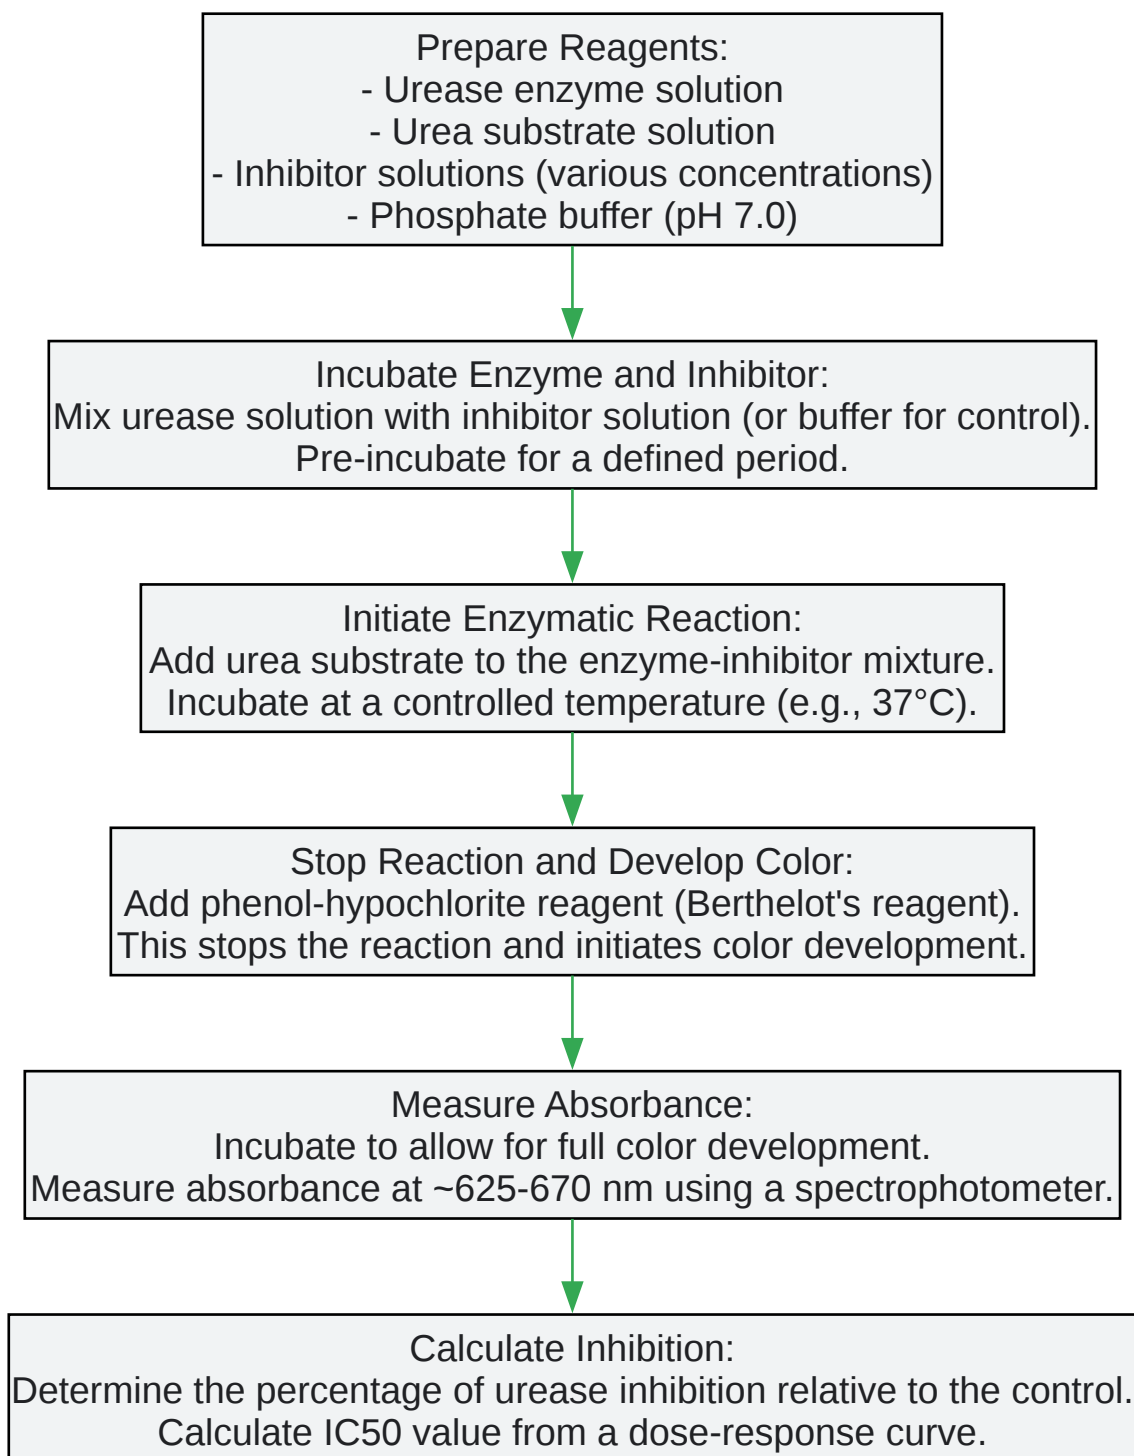 Prepare Reagents:
- Urease enzyme solution
- Urea substrate solution
- Inhibitor solutions (various concentrations)
- Phosphate buffer (pH 7.0)
Incubate Enzyme and Inhibitor:
Mix urease solution with inhibitor solution (or buffer for control).
Pre-incubate for a defined period.
Initiate Enzymatic Reaction:
Add urea substrate to the enzyme-inhibitor mixture.
Incubate at a controlled temperature (e.g., 37°C).
Stop Reaction and Develop Color:
Add phenol-hypochlorite reagent (Berthelot's reagent).
This stops the reaction and initiates color development.
Measure Absorbance:
Incubate to allow for full color development.
Measure absorbance at ~625-670 nm using a spectrophotometer.
Calculate Inhibition:
Determine the percentage of urease inhibition relative to the control.
Calculate IC50 value from a dose-response curve.